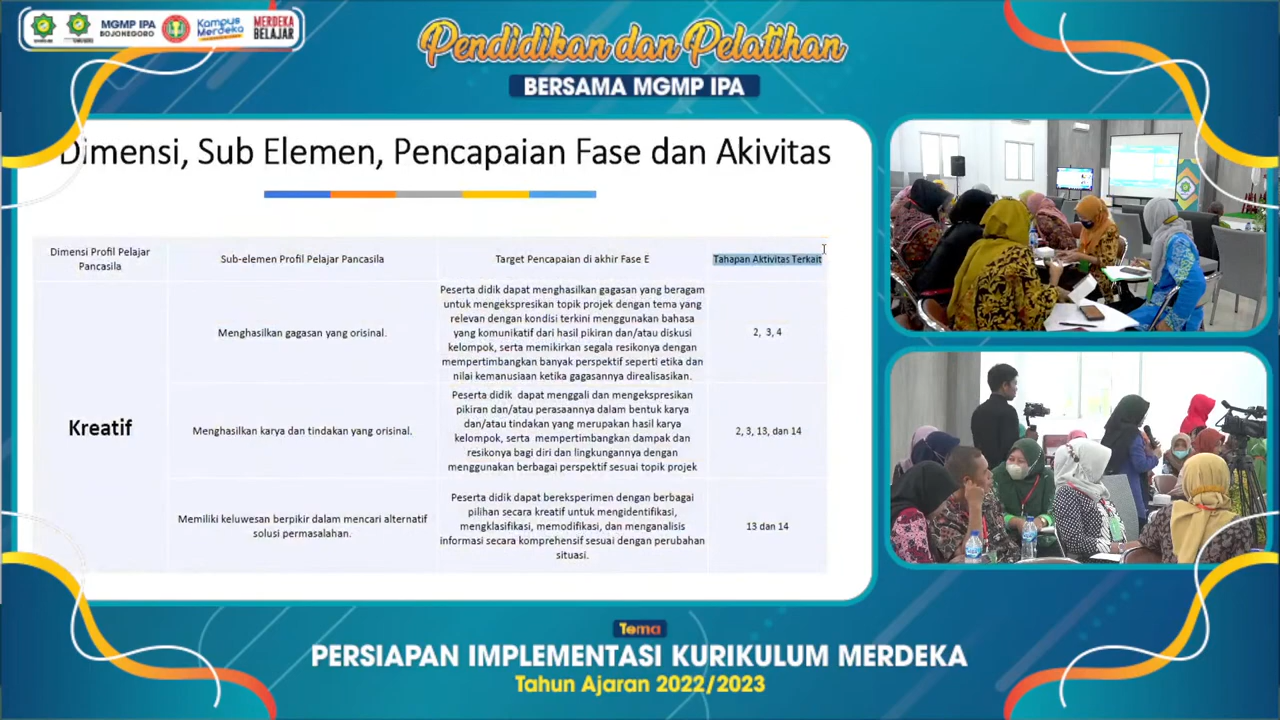 MGMP IPA
BOJONEGORO
Kampus
Merdeka
MERDEKA
BELAJAR
Pendidikan dan Pelatihan
BERSAMA MGMP IPA
Dimensi, Sub Elemen, Pencapaian Fase dan Akivitas
Dimensi Profil Pelajar
Pancasila
Sub-elemen Profil Pelajar Pancasila
Target Pencapaian di akhir Fase E
Tahapan Aktivitas Terkait
Kreatif
Menghasilkan gagasan yang orisinal.
Peserta didik dapat menghasilkan gagasan yang beragam
untuk mengekspresikan topik projek dengan tema yang
relevan dengan kondisi terkini menggunakan bahasa
yang komunikatif dari hasil pikiran dan/atau diskusi
kelompok, serta memikirkan segala resikonya dengan
mempertimbangkan banyak perspektif seperti etika dan
nilai kemanusiaan ketika gagasannya direalisasikan.
2, 3, 4
Menghasilkan karya dan tindakan yang orisinal.
Peserta didik dapat menggali dan mengekspresikan
pikiran dan/atau perasaannya dalam bentuk karya
dan/atau tindakan yang merupakan hasil karya
kelompok, serta mempertimbangkan dampak dan
resikonya bagi diri dan lingkungannya dengan
menggunakan berbagai perspektif sesuai topik projek
2, 3, 13, dan 14
Memiliki keluwesan berpikir dalam mencari alternatif
solusi permasalahan.
Peserta didik dapat bereksperimen dengan berbagai
pilihan secara kreatif untuk mengidentifikasi,
mengklasifikasi, memodifikasi, dan menganalisis
informasi secara komprehensif sesuai dengan perubahan
situasi.
13 dan 14
Tema
PERSIAPAN IMPLEMENTASI KURIKULUM MERDEKA
Tahun Ajaran 2022/2023